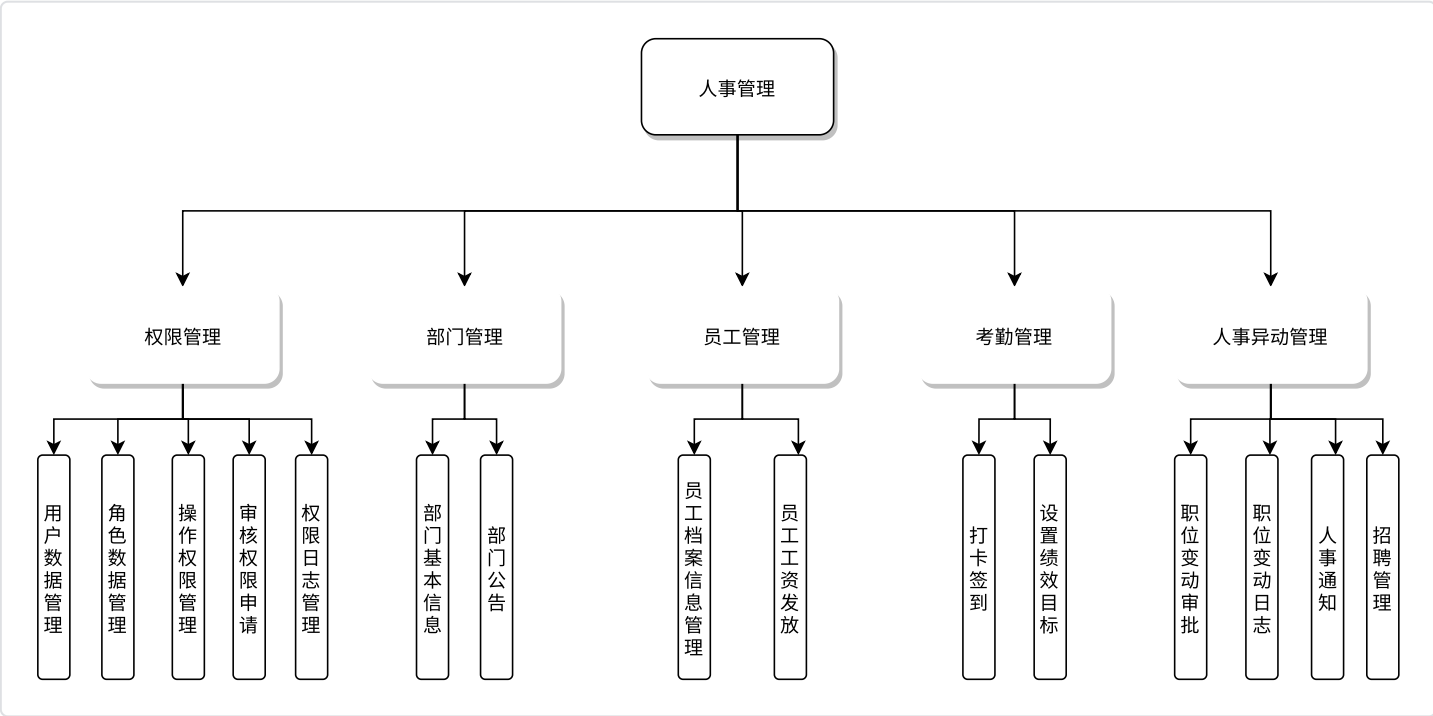 人事管理
权限管理
部门管理
员工管理
考勤管理
人事异动管理
用户数据管理
角色数据管理
操作权限管理
审核权限申请
权限日志管理
部门基本信息
部门公告
员工档案信息管理
员工工资发放
打卡签到
设置绩效目标
职位变动审批
职位变动日志
人事通知
招聘管理